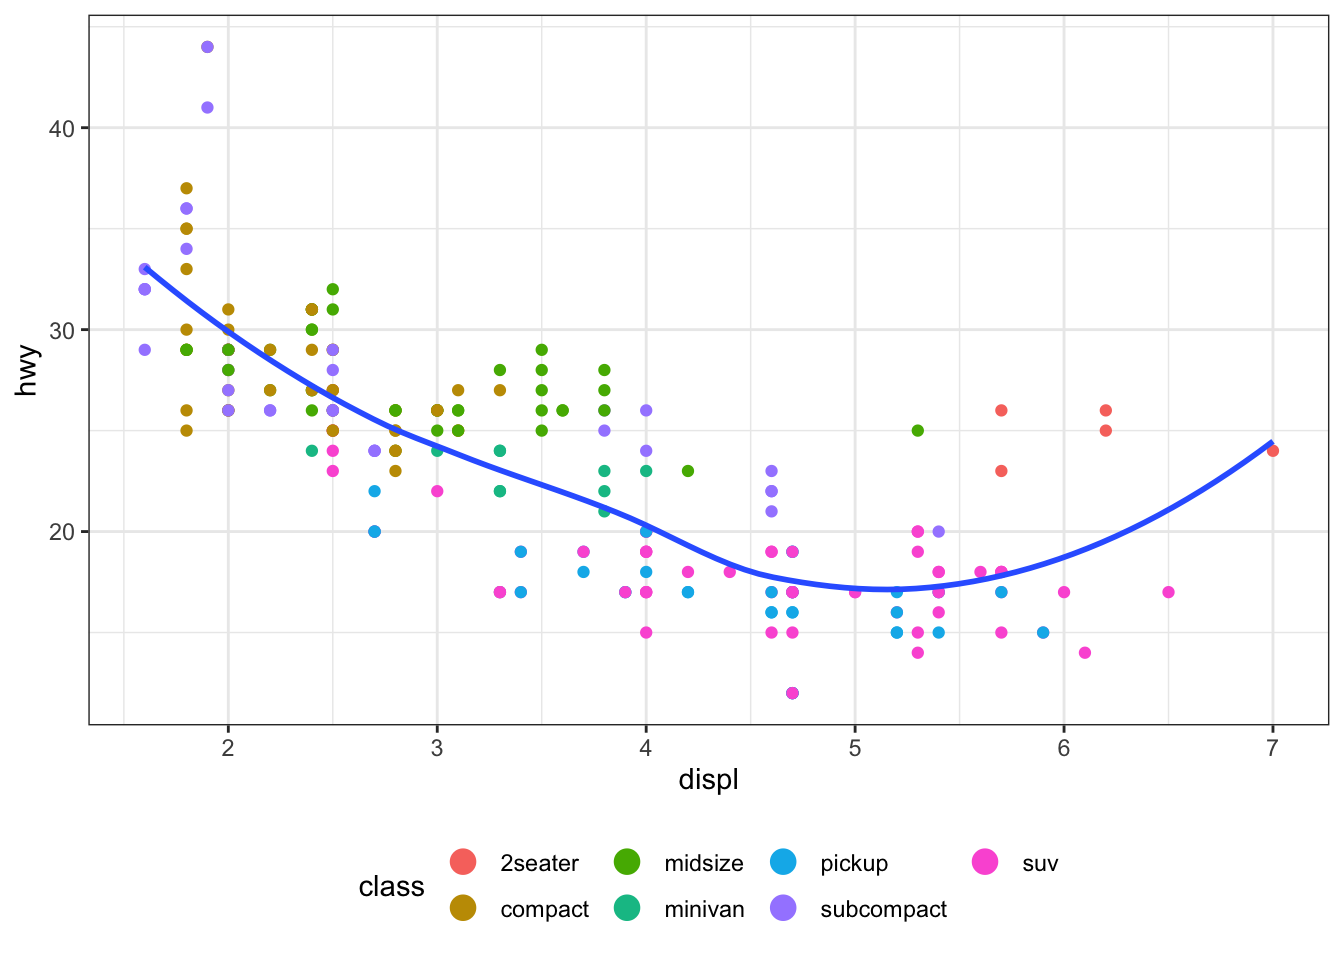 40
30
20
hwy
2 3 4 5 6 7
displ
class
2seater midsize pickup suv
compact minivan subcompact